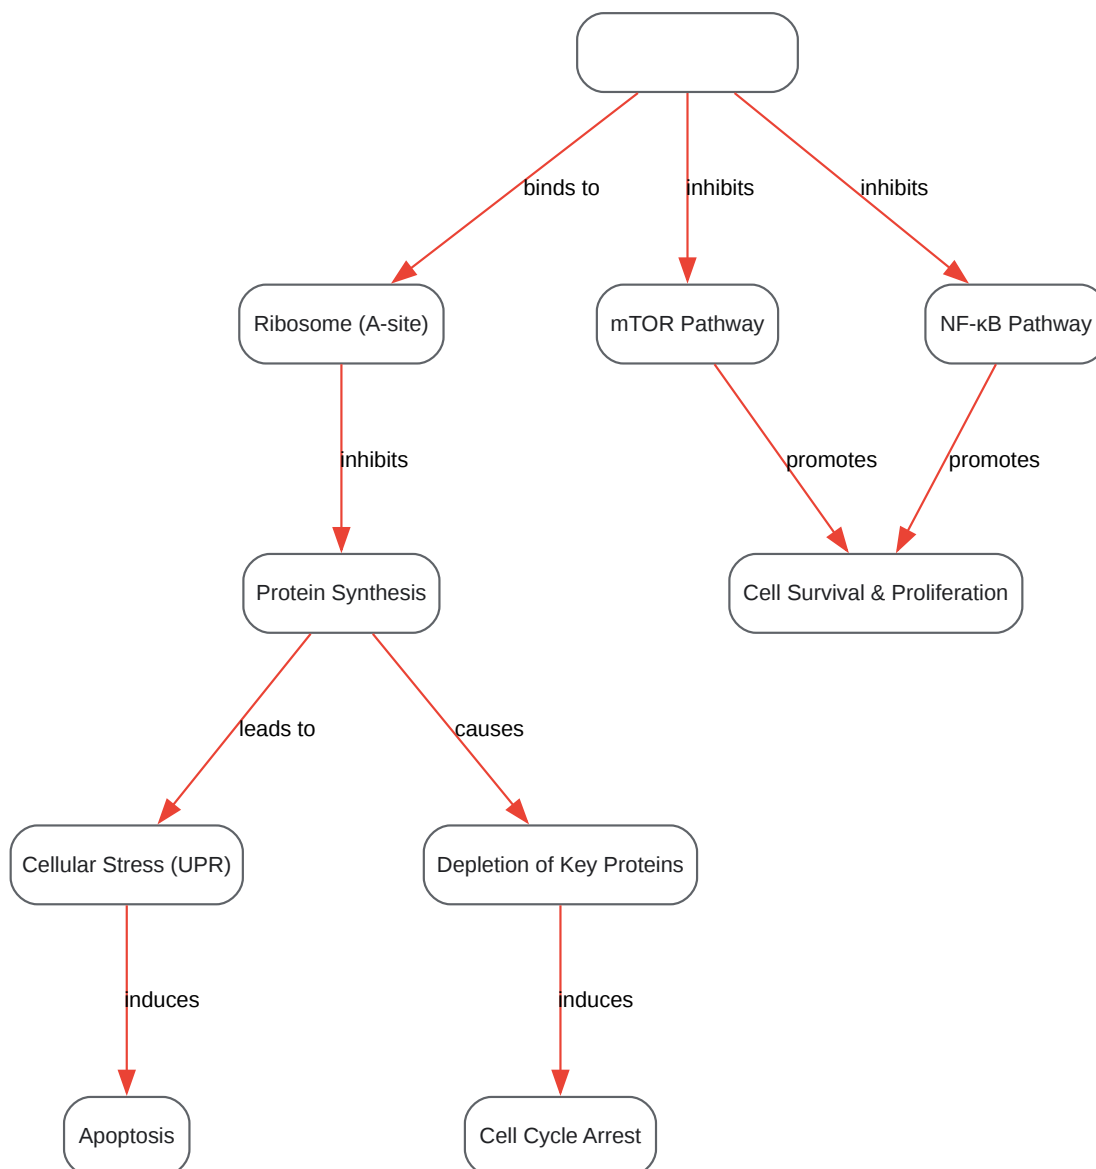 binds to
inhibits
inhibits
Ribosome (A-site)
mTOR Pathway
NF-κB Pathway
inhibits
promotes
promotes
Protein Synthesis
Cell Survival & Proliferation
leads to
causes
Cellular Stress (UPR)
Depletion of Key Proteins
induces
induces
Apoptosis
Cell Cycle Arrest